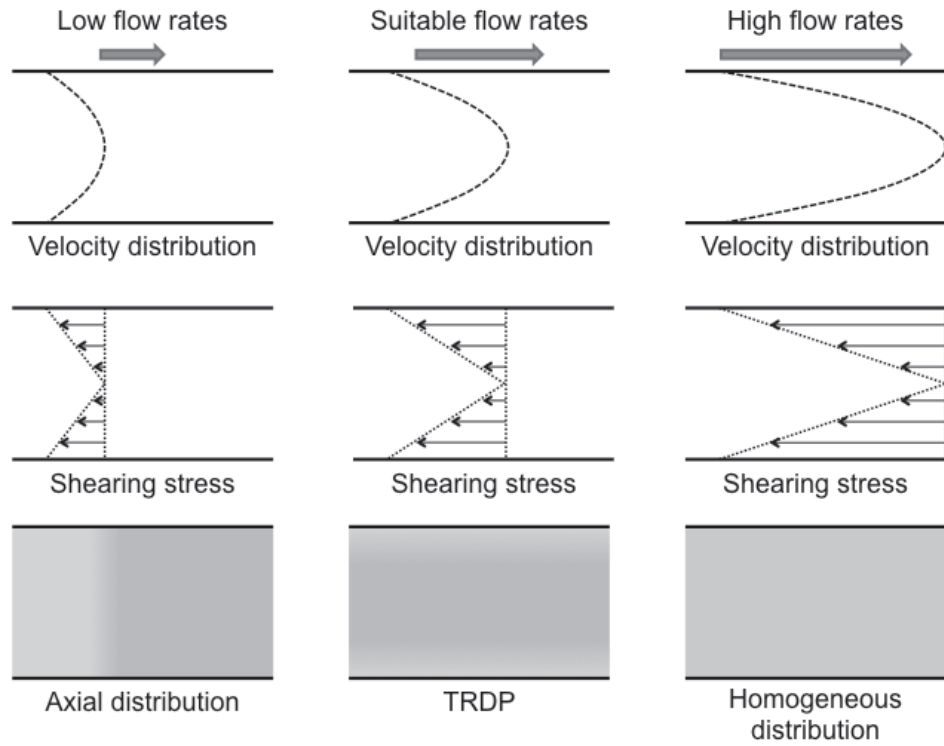 Low flow rates
Suitable flow rates
High flow rates
Velocity distribution
Velocity distribution
Velocity distribution
Shearing stress
Shearing stress
Shearing stress
Axial distribution
TRDP
Homogeneous
distribution